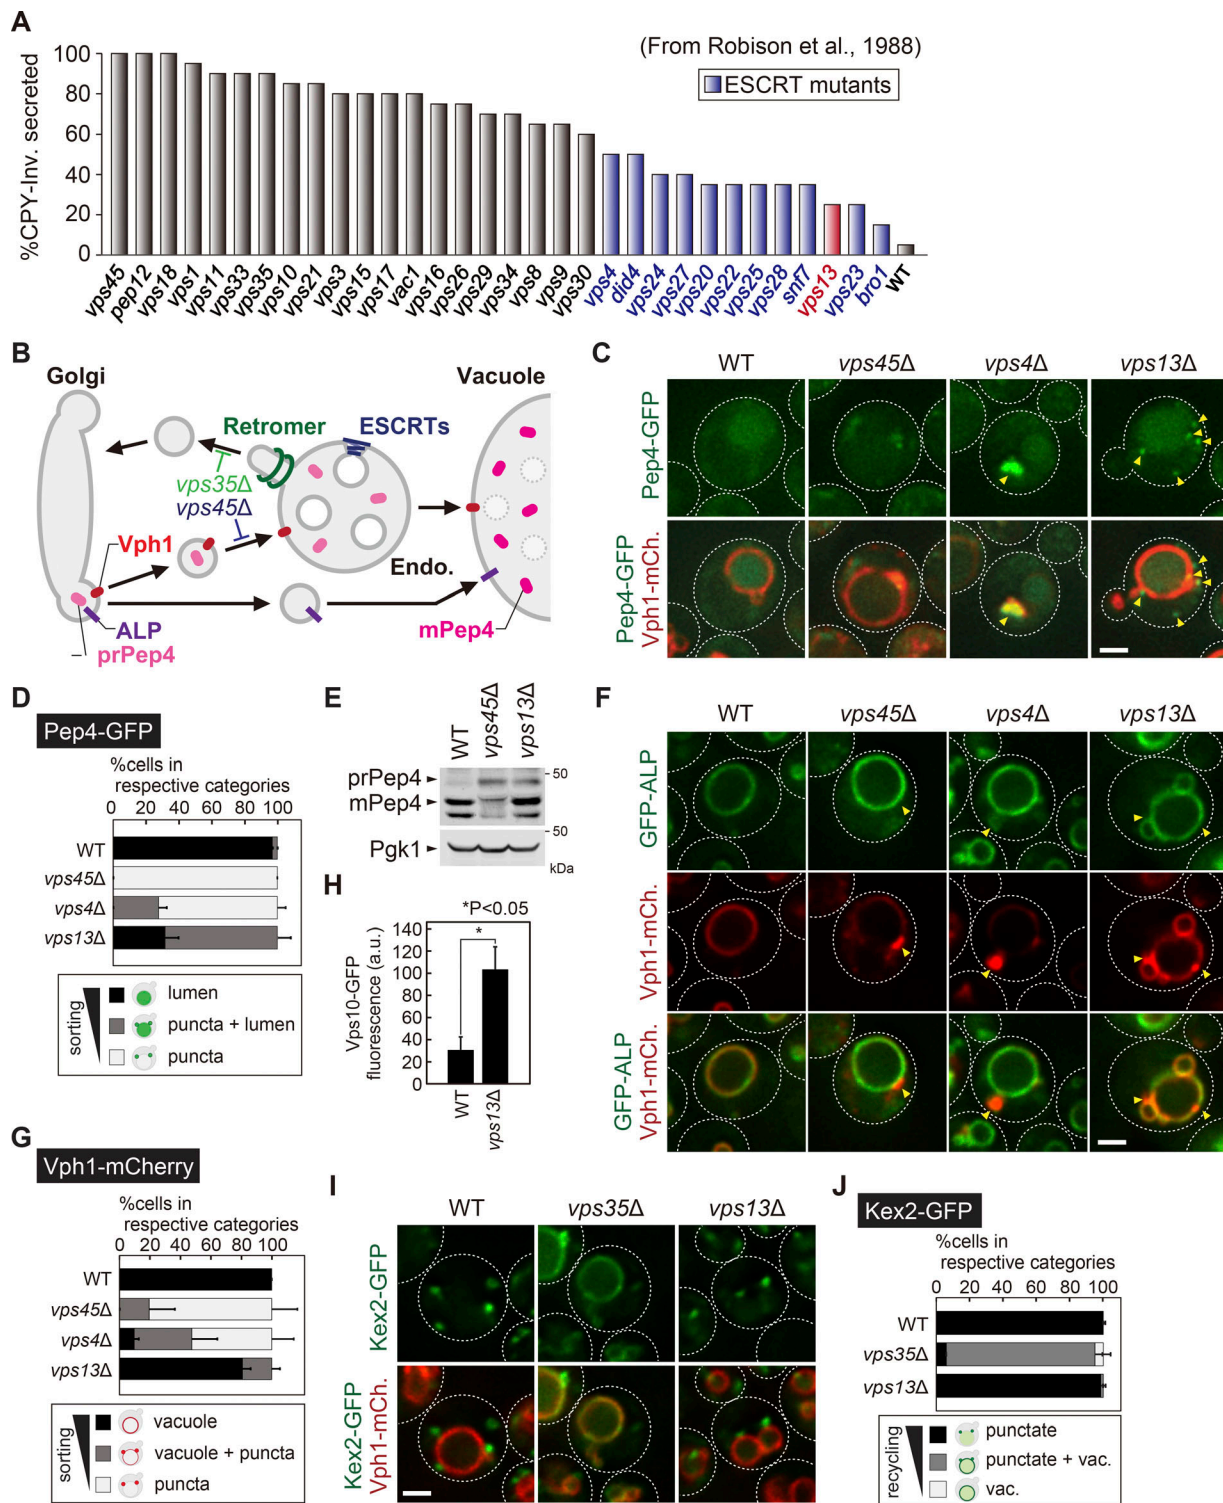 A
(From Robison et al., 1988)
ESCRT mutants
%CPY-Inv. secreted
100
80
60
40
20
0
vps45
pep12
vps18
vps1
vps11
vps33
vps35
vps10
vps21
vps3
vps15
vps17
vac1
vps16
vps26
vps29
vps34
vps8
vps9
vps30
vps4
did4
vps24
vps27
vps20
vps22
vps25
vps28
snf7
vps13
vps23
bro1
WT
B
Golgi
Vacuole
Retromer
ESCRTs
vps35Δ
vps45Δ
Vph1
Endo.
ALP
prPep4
mPep4
C
WT
vps45Δ
vps4Δ
vps13Δ
Pep4-GFP
Pep4-GFP
Vph1-mCh.
D
Pep4-GFP
%cells in
respective categories
0 20 40 60 80 100
WT
vps45Δ
vps4Δ
vps13Δ
sorting
lumen
puncta + lumen
puncta
E
WT
vps45Δ
vps13Δ
prPep4
mPep4
Pgk1
50
50
kDa
F
WT
vps45Δ
vps4Δ
vps13Δ
GFP-ALP
Vph1-mCh.
GFP-ALP
Vph1-mCh.
G
Vph1-mCherry
%cells in
respective categories
0 20 40 60 80 100
WT
vps45Δ
vps4Δ
vps13Δ
sorting
vacuole
vacuole + puncta
puncta
H
*P<0.05
*
Vps10-GFP
fluorescence (a.u.)
140
120
100
80
60
40
20
0
WT
vps13Δ
I
WT
vps35Δ
vps13Δ
Kex2-GFP
Kex2-GFP
Vph1-mCh.
J
Kex2-GFP
%cells in
respective categories
0 20 40 60 80 100
WT
vps35Δ
vps13Δ
recycling
punctate
punctate + vac.
vac.